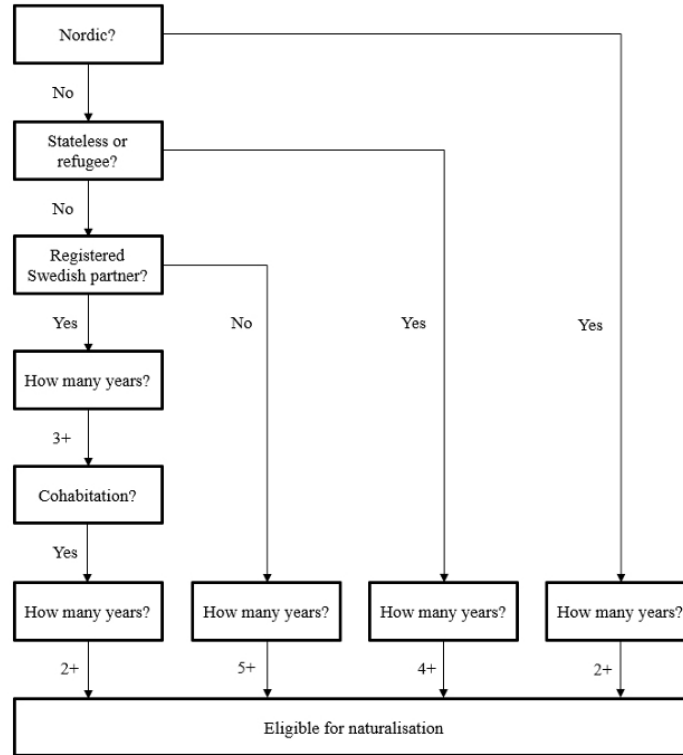 Nordic?
No
Stateless or
refugee?
No
Registered
Swedish partner?
Yes
No
Yes
Yes
How many years?
3+
Cohabitation?
Yes
How many years?
How many years?
How many years?
How many years?
2+
5+
4+
2+
Eligible for naturalisation